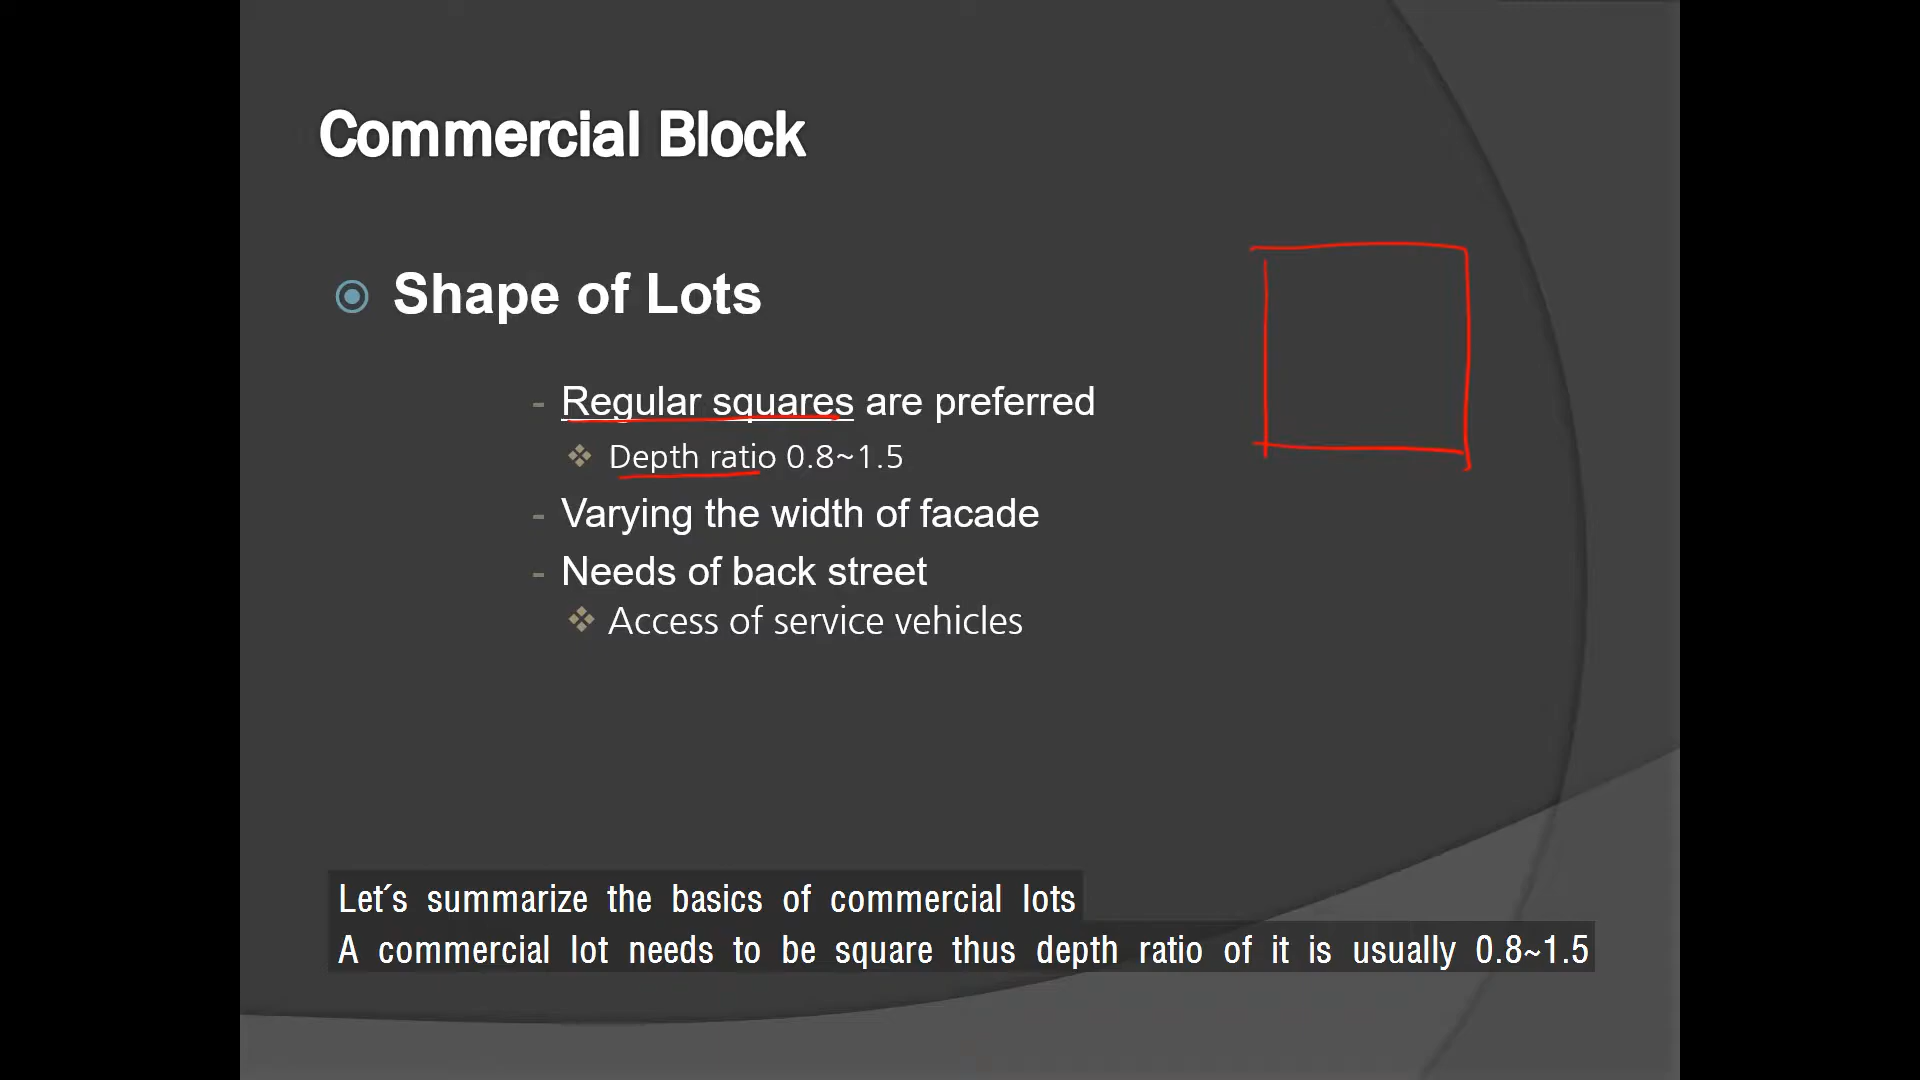 Commercial Block
Shape of Lots
- Regular squares are preferred
Depth ratio 0.8~1.5
- Varying the width of facade
- Needs of back street
Access of service vehicles
Let´s summarize the basics of commercial lots
A commercial lot needs to be square thus depth ratio of it is usually 0.8~1.5